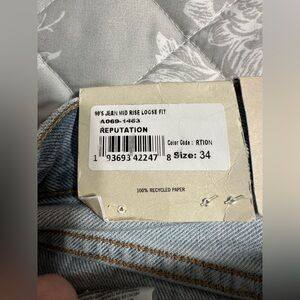 90'S JEAN MID RISE LOOSE FIT
A069-1463
REPUTATION
Color Code : RTION
1 93693 42247 8 Size: 34
100% RECYCLED PAPER